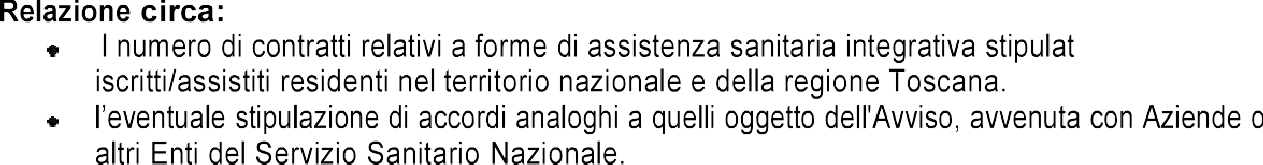 Relazione circa:
• l numero di contratti relativi a forme di assistenza sanitaria integrativa stipulat
iscritti/assistiti residenti nel territorio nazionale e della regione Toscana.
• l'eventuale stipulazione di accordi analoghi a quelli oggetto dell'Avviso, avvenuta con Aziende o
altri Enti del Servizio Sanitario Nazionale.